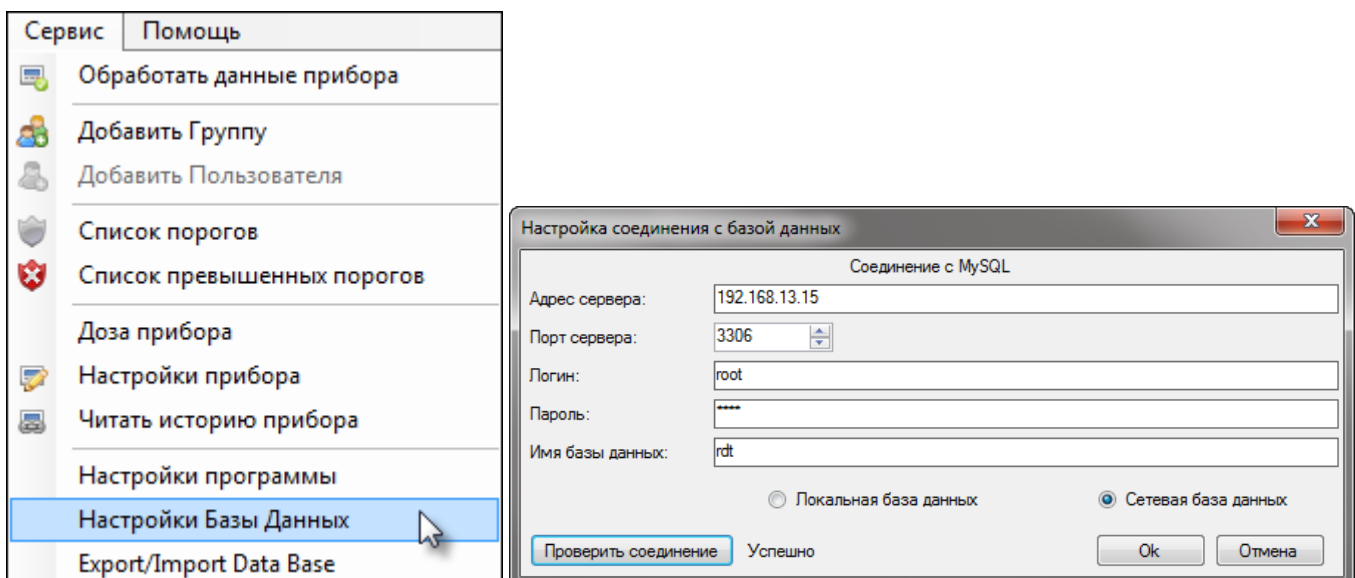 Сервис
Помощь
Обработать данные прибора
Добавить Группу
Добавить Пользователя
Список порогов
Список превышенных порогов
Доза прибора
Настройки прибора
Читать историю прибора
Настройки программы
Настройки Базы Данных
Export/Import Data Base
Настройка соединения с базой данных
Соединение с MySQL
Адрес сервера: 192.168.13.15
Порт сервера: 3306
Логин: root
Пароль: ****
Имя базы данных: rdt
Локальная база данных Сетевая база данных
Проверить соединение Успешно Ok Отмена